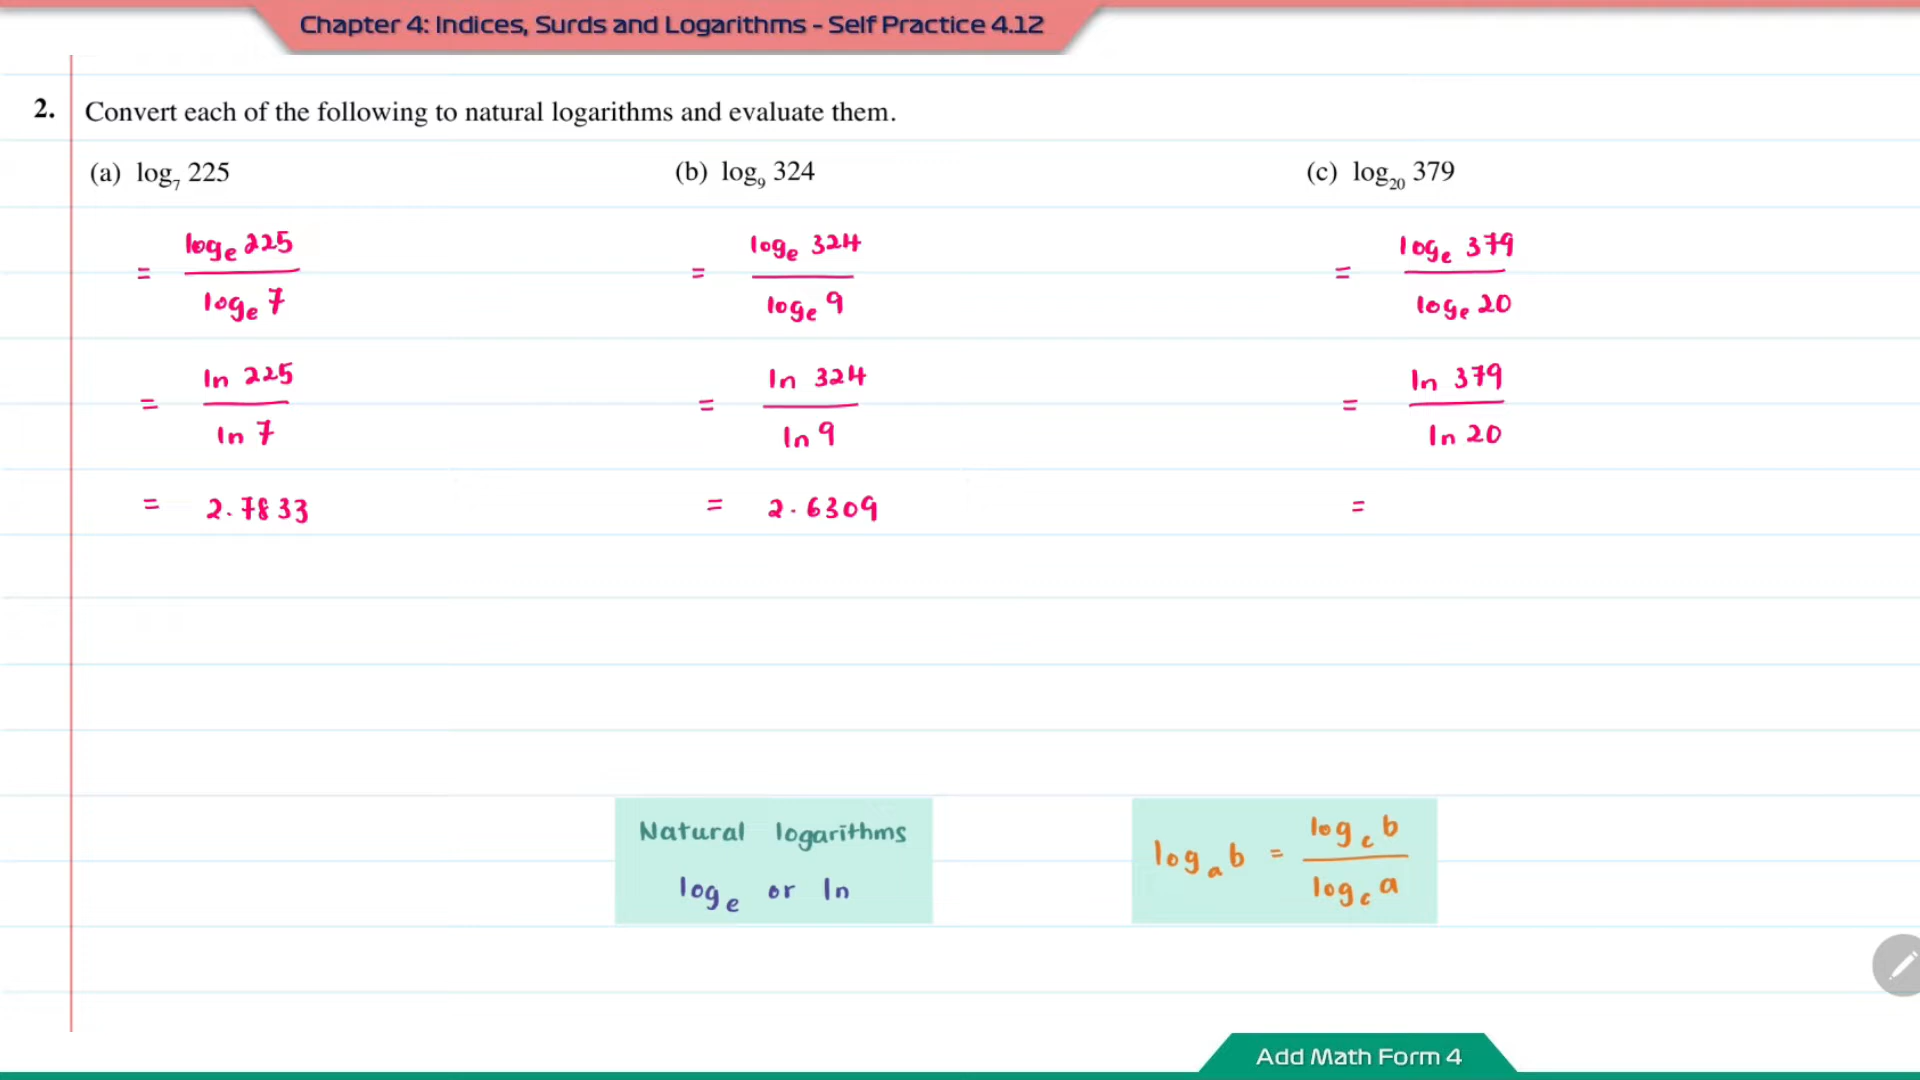 Chapter 4: Indices, Surds and Logarithms - Self Practice 4.12
2. Convert each of the following to natural logarithms and evaluate them.
(a) log₇ 225
= logₑ 225 / logₑ 7
= ln 225 / ln 7
= 2.7833
(b) log₉ 324
= logₑ 324 / logₑ 9
= ln 324 / ln 9
= 2.6309
(c) log₂₀ 379
= logₑ 379 / logₑ 20
= ln 379 / ln 20
=
Natural logarithms
logₑ or ln
logₐ b = log_c b / log_c a
Add Math Form 4